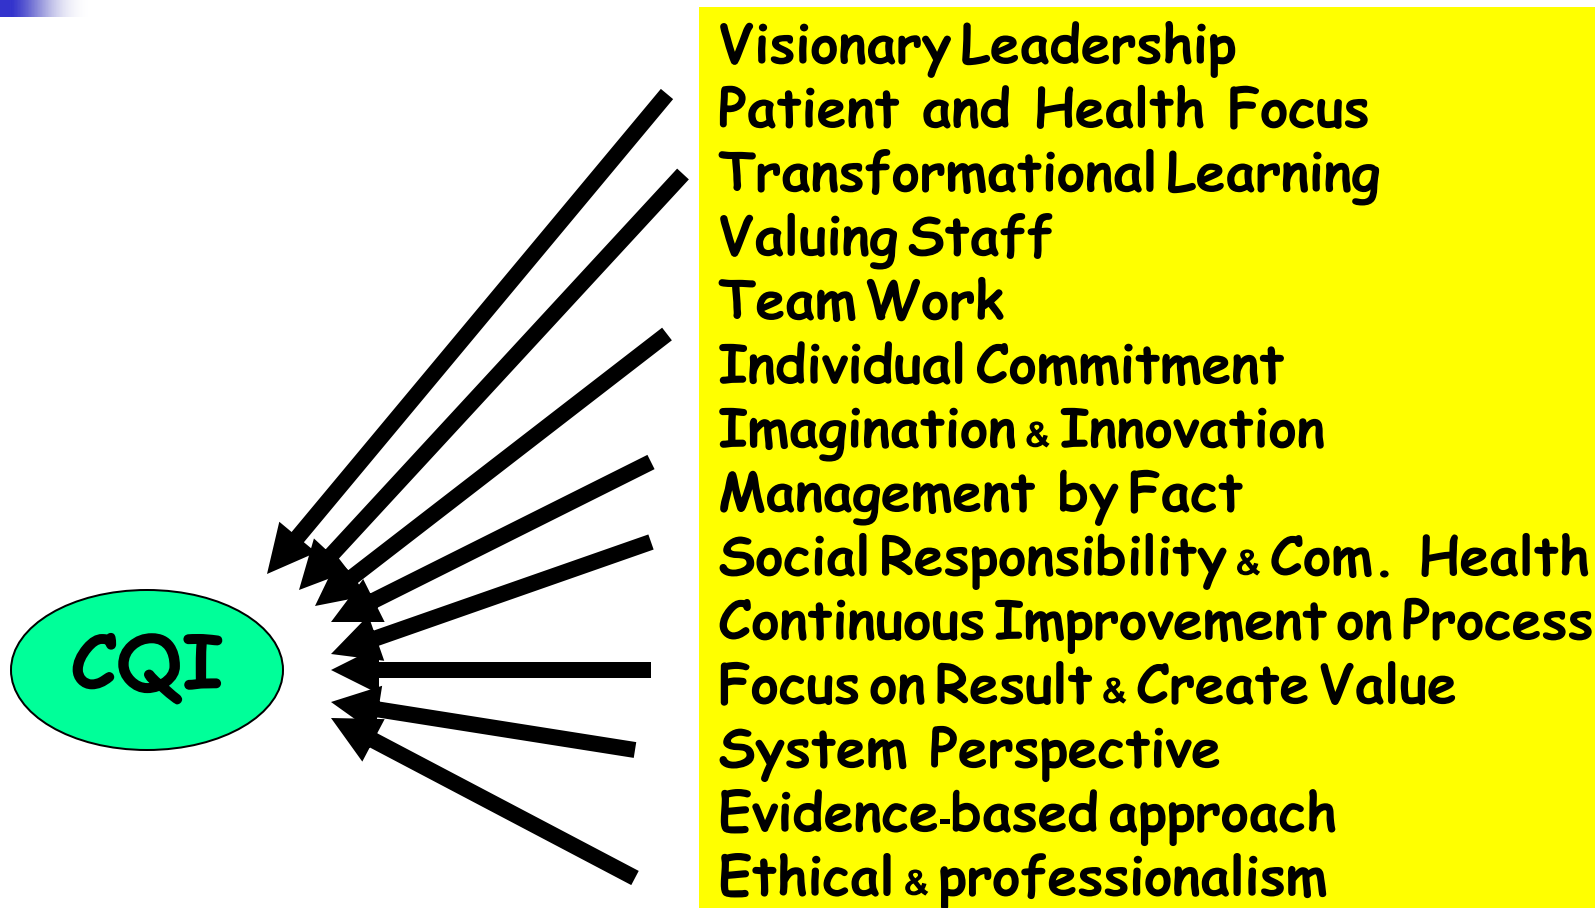 Visionary Leadership
Patient and Health Focus
Transformational Learning
Valuing Staff
Team Work
Individual Commitment
Imagination & Innovation
Management by Fact
Social Responsibility & Com. Health
Continuous Improvement on Process
Focus on Result & Create Value
System Perspective
Evidence-based approach
Ethical & professionalism
CQI